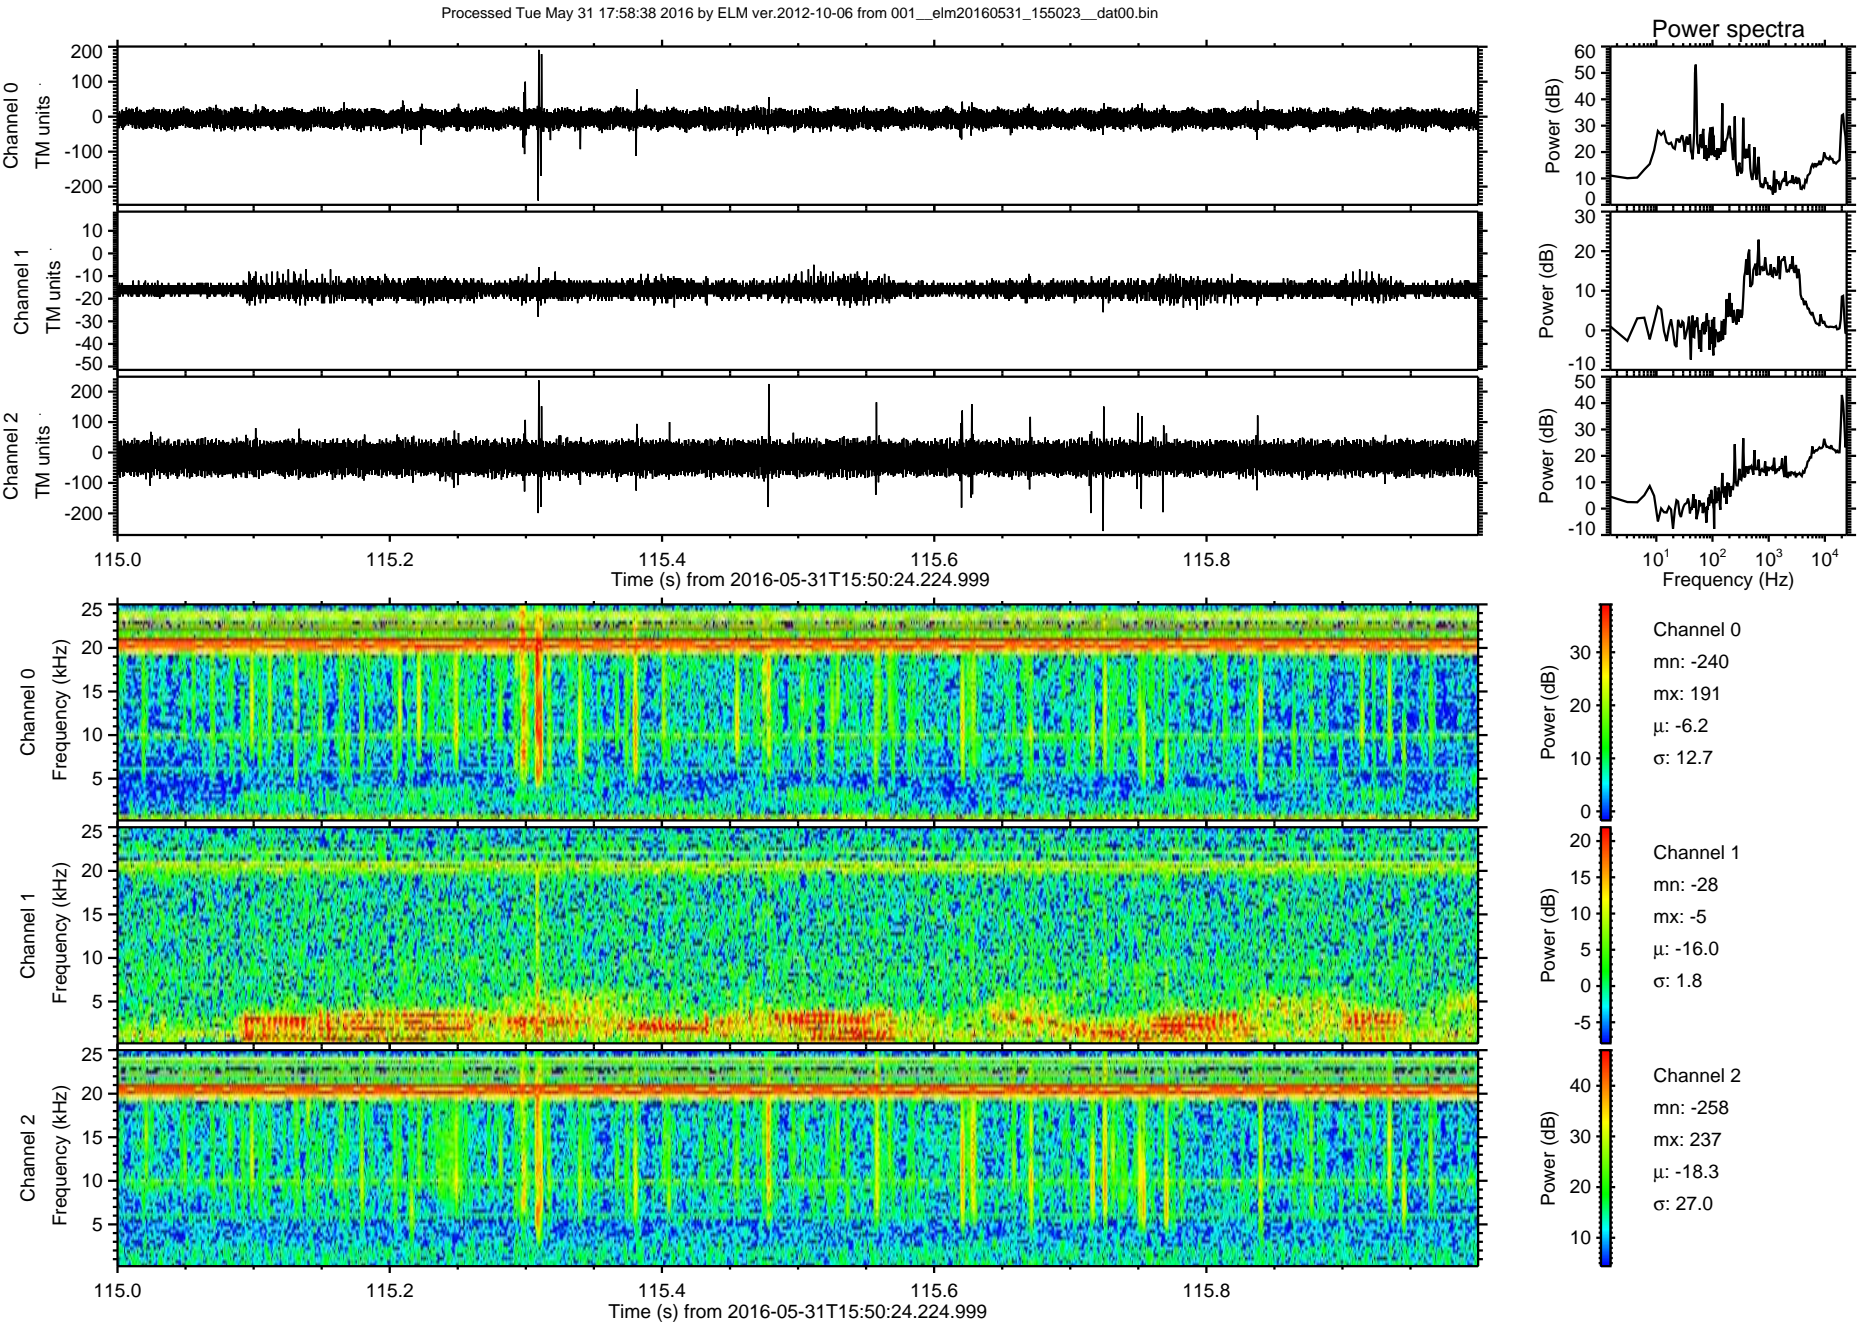 Processed Tue May 31 17:58:38 2016 by ELM ver.2012-10-06 from 001__elm20160531_155023__dat00.bin
Power spectra
Channel 0
TM units
200
100
0
-100
-200
Power (dB)
60
50
40
30
20
10
0
Channel 1
TM units
10
0
-10
-20
-30
-40
-50
Power (dB)
30
20
10
0
-10
Channel 2
TM units
200
100
0
-100
-200
Power (dB)
50
40
30
20
10
0
-10
115.0 115.2 115.4 115.6 115.8
Time (s) from 2016-05-31T15:50:24.224.999
10^1 10^2 10^3 10^4
Frequency (Hz)
Channel 0
Frequency (kHz)
25
20
15
10
5
Power (dB)
30
20
10
0
Channel 0
mn: -240
mx: 191
μ: -6.2
σ: 12.7
Channel 1
Frequency (kHz)
25
20
15
10
5
Power (dB)
20
15
10
5
0
-5
Channel 1
mn: -28
mx: -5
μ: -16.0
σ: 1.8
Channel 2
Frequency (kHz)
25
20
15
10
5
Power (dB)
40
30
20
10
Channel 2
mn: -258
mx: 237
μ: -18.3
σ: 27.0
115.0 115.2 115.4 115.6 115.8
Time (s) from 2016-05-31T15:50:24.224.999